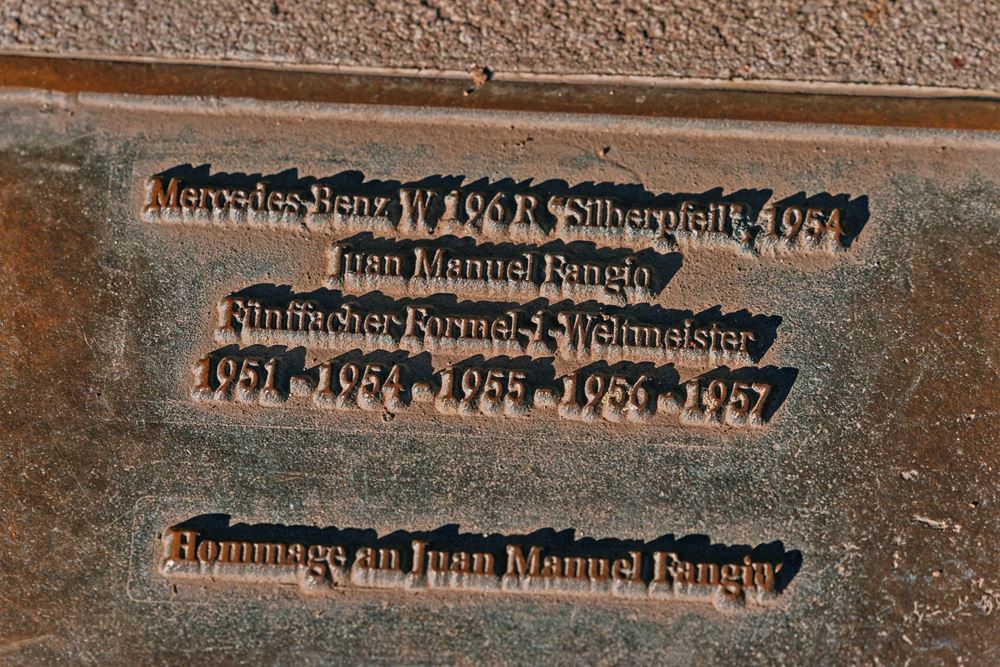 Mercedes-Benz W 196 R "Silberpfeil", 1954
Juan Manuel Fangio
Fünffacher Formel-1-Weltmeister
1951 - 1954 - 1955 - 1956 - 1957
Hommage an Juan Manuel Fangio